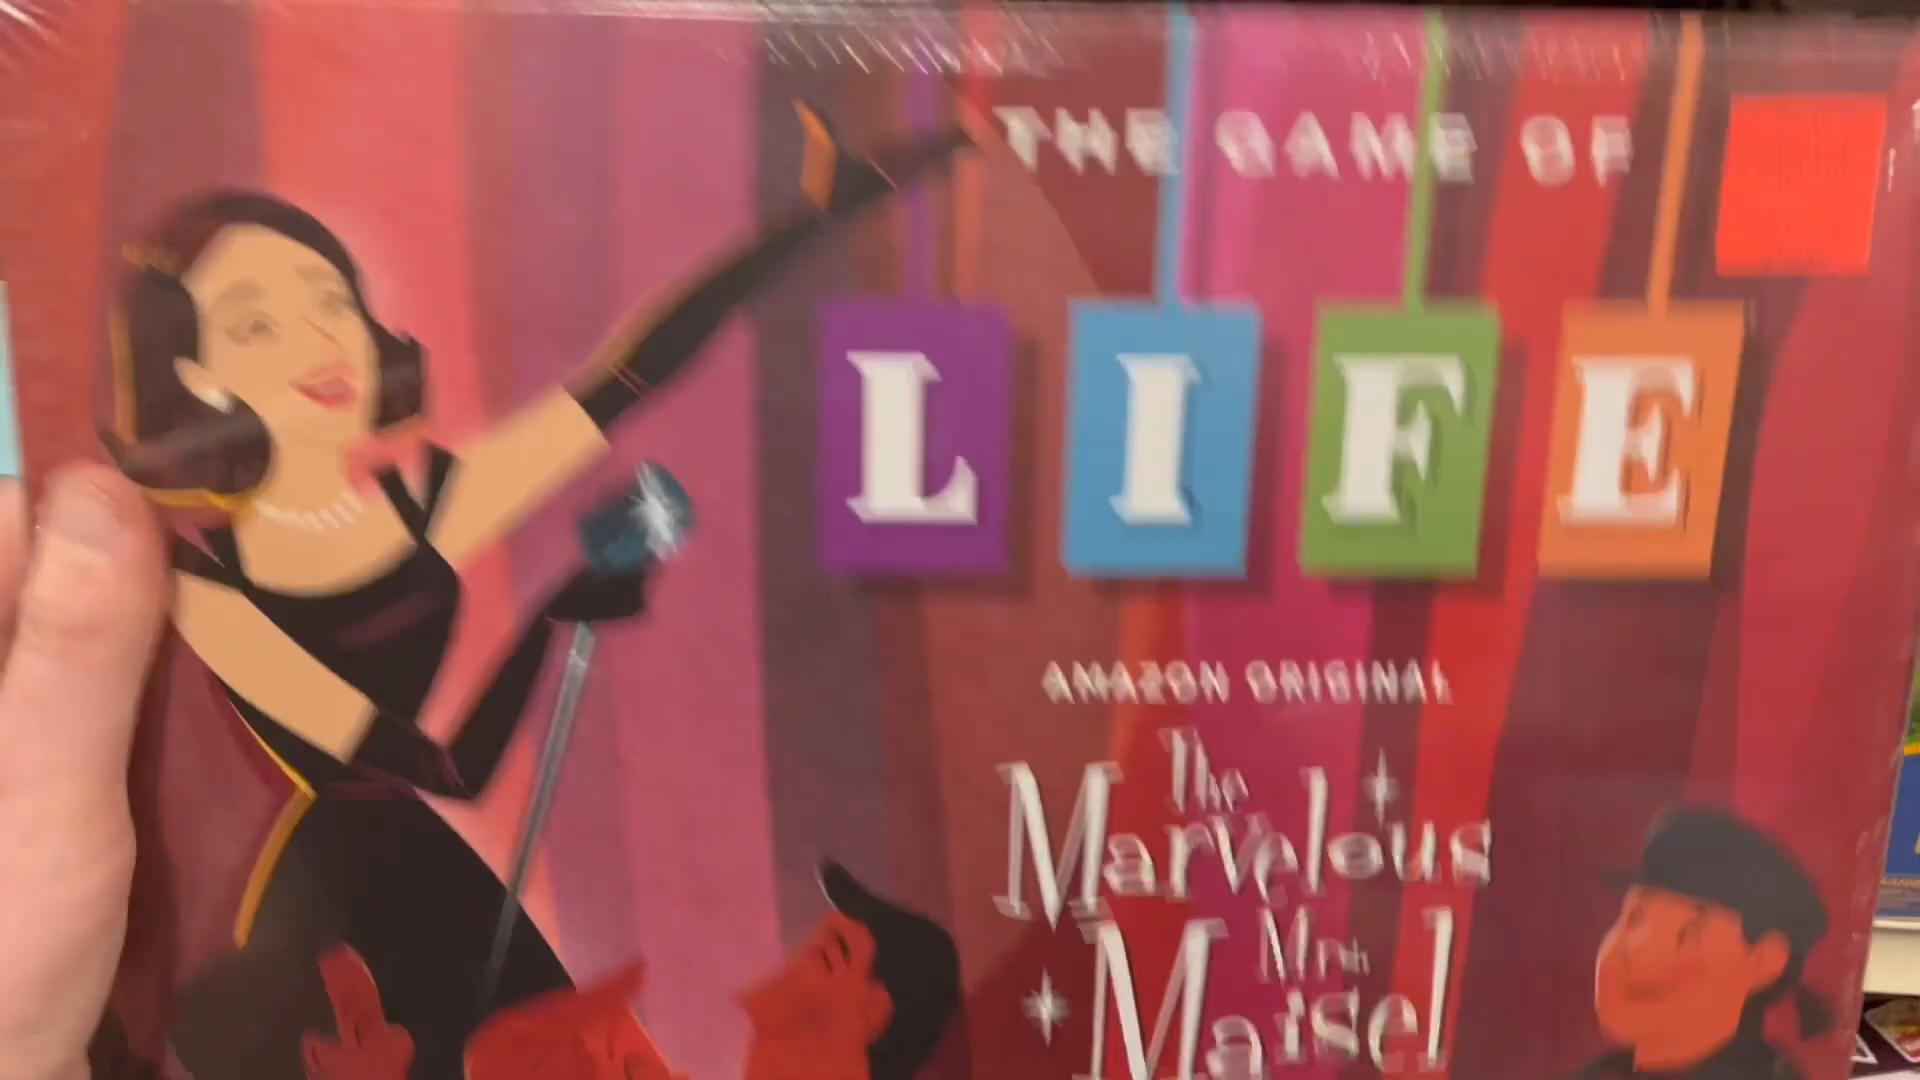 THE GAME OF
LIFE
AMAZON ORIGINAL
The
Marvelous
Mrs.
Maisel